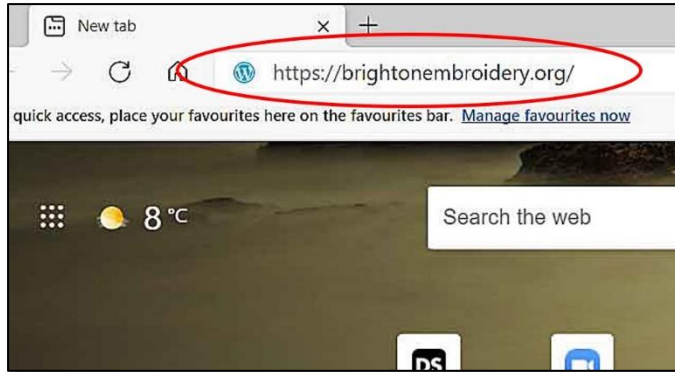 New tab
https://brightonembroidery.org/
quick access, place your favourites here on the favourites bar. Manage favourites now
8 °C
Search the web
DS